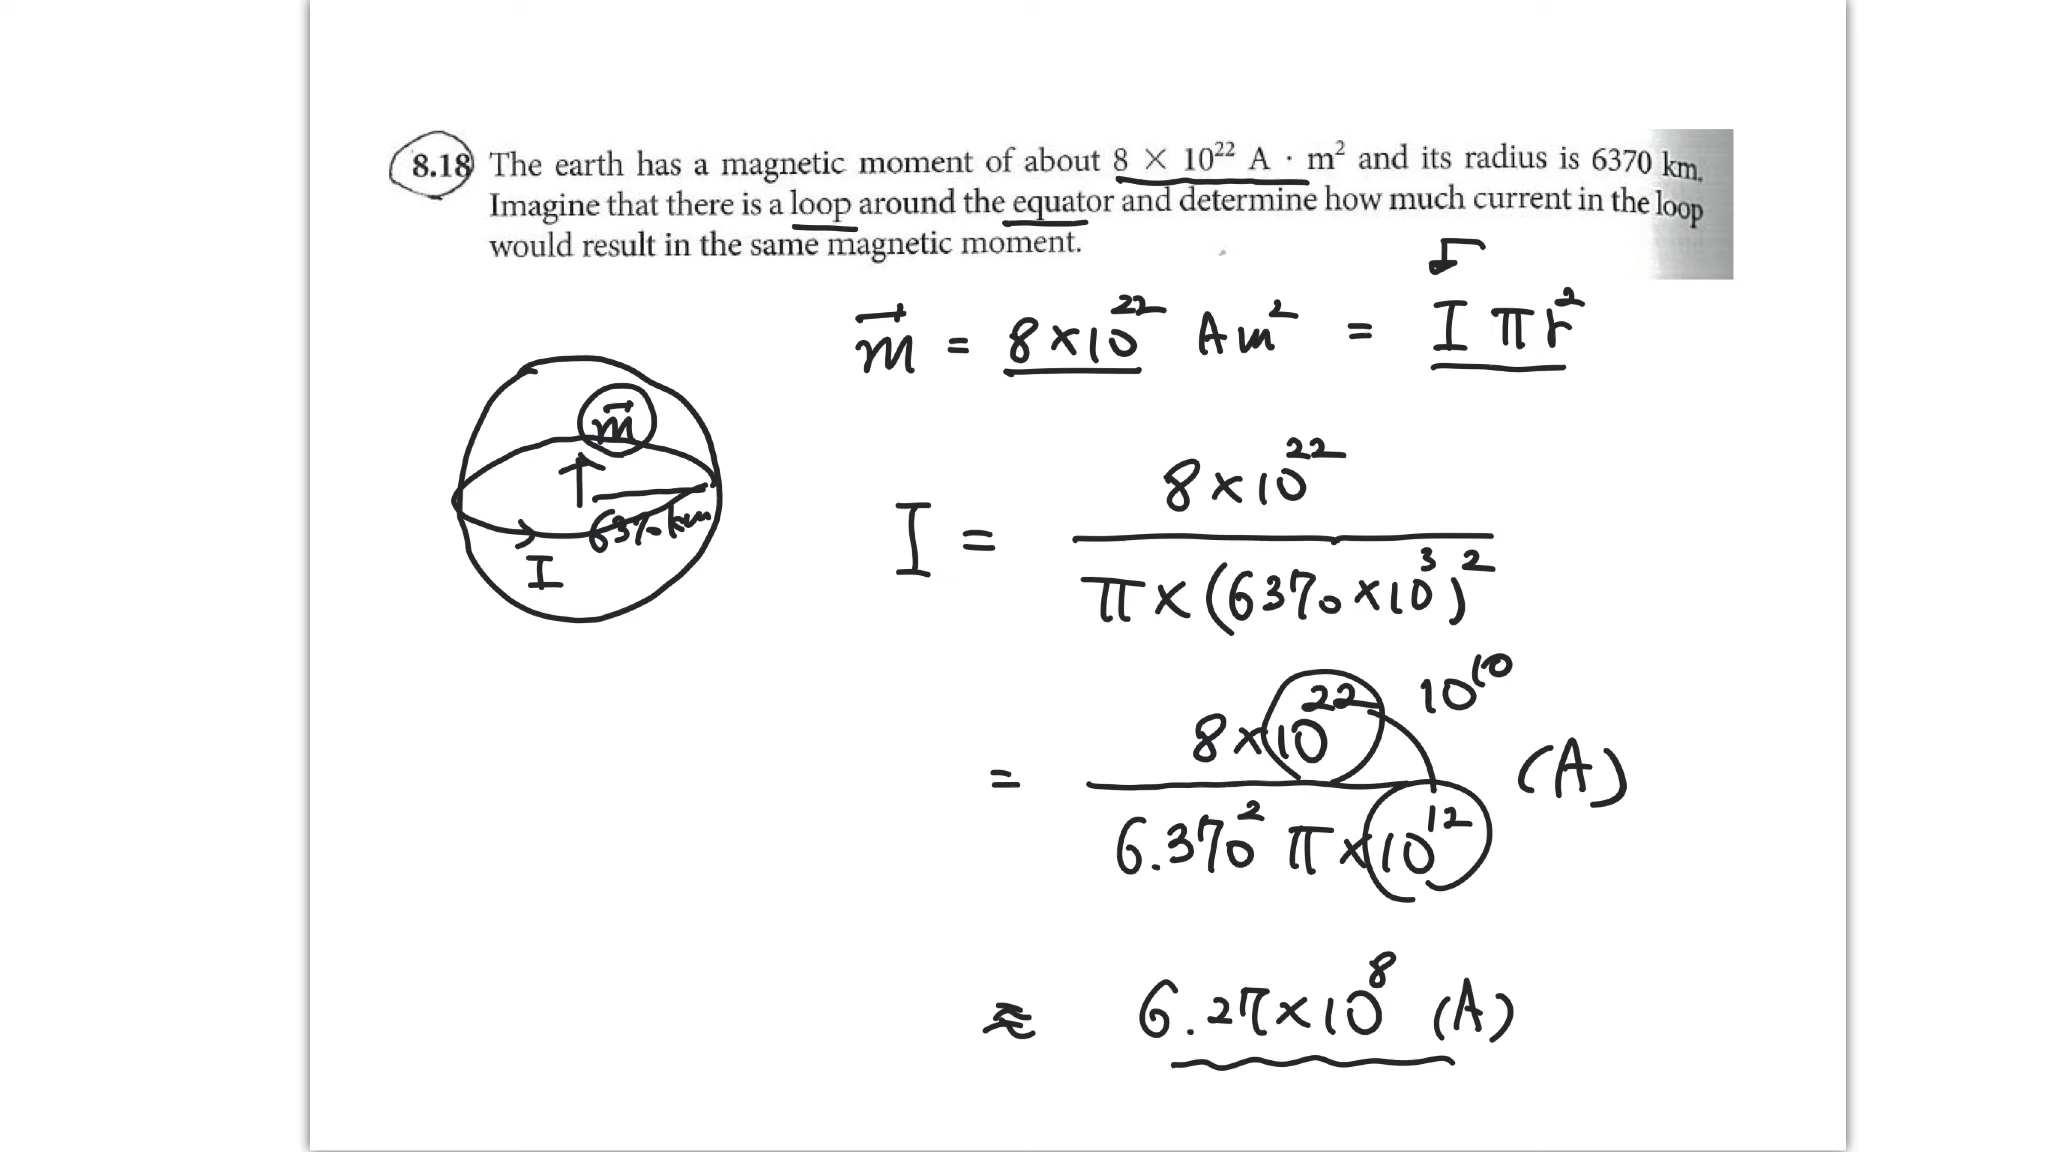 8.18 The earth has a magnetic moment of about 8 × 10²² A · m² and its radius is 6370 km.
Imagine that there is a loop around the equator and determine how much current in the loop
would result in the same magnetic moment.
m⃗ = 8×10²² A m² = I π r²
m⃗
6370 km
I
I = 8×10²² / π×(6370×10³)²
= 8×10²² / 6.370² π×10¹² (A)
10¹⁰
≈ 6.27×10⁸ (A)